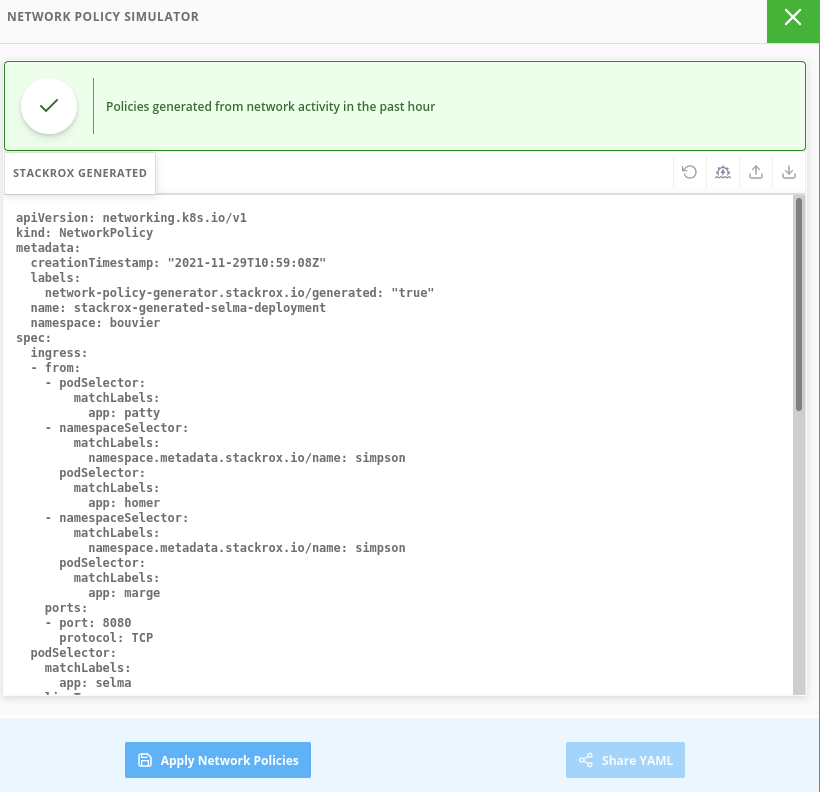 NETWORK POLICY SIMULATOR
Policies generated from network activity in the past hour
STACKROX GENERATED
apiVersion: networking.k8s.io/v1
kind: NetworkPolicy
metadata:
  creationTimestamp: "2021-11-29T10:59:08Z"
  labels:
    network-policy-generator.stackrox.io/generated: "true"
  name: stackrox-generated-selma-deployment
  namespace: bouvier
spec:
  ingress:
  - from:
    - podSelector:
        matchLabels:
          app: patty
    - namespaceSelector:
        matchLabels:
          namespace.metadata.stackrox.io/name: simpson
      podSelector:
        matchLabels:
          app: homer
    - namespaceSelector:
        matchLabels:
          namespace.metadata.stackrox.io/name: simpson
      podSelector:
        matchLabels:
          app: marge
    ports:
    - port: 8080
      protocol: TCP
  podSelector:
    matchLabels:
      app: selma
Apply Network Policies
Share YAML